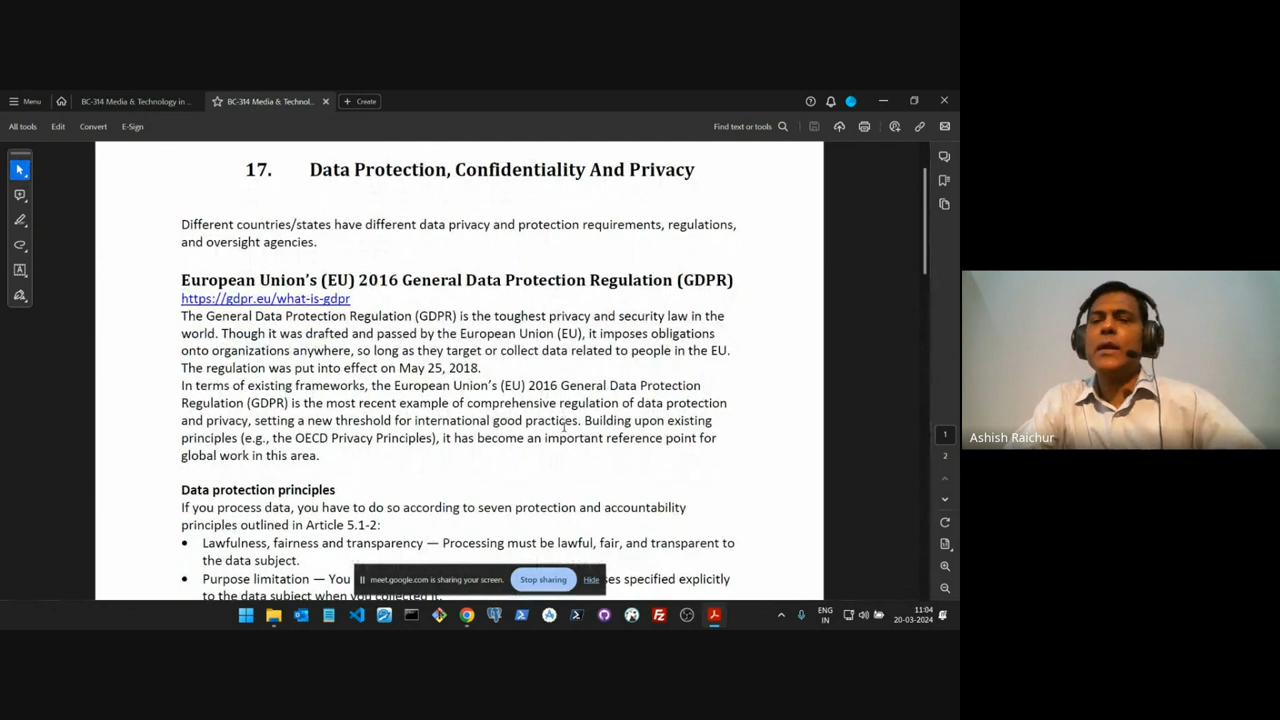 Menu
BC-314 Media & Technology in ...
BC-314 Media & Technol...
Create
All tools
Edit
Convert
E-Sign
Find text or tools
17. Data Protection, Confidentiality And Privacy
Different countries/states have different data privacy and protection requirements, regulations,
and oversight agencies.
European Union’s (EU) 2016 General Data Protection Regulation (GDPR)
https://gdpr.eu/what-is-gdpr
The General Data Protection Regulation (GDPR) is the toughest privacy and security law in the
world. Though it was drafted and passed by the European Union (EU), it imposes obligations
onto organizations anywhere, so long as they target or collect data related to people in the EU.
The regulation was put into effect on May 25, 2018.
In terms of existing frameworks, the European Union’s (EU) 2016 General Data Protection
Regulation (GDPR) is the most recent example of comprehensive regulation of data protection
and privacy, setting a new threshold for international good practices. Building upon existing
principles (e.g., the OECD Privacy Principles), it has become an important reference point for
global work in this area.
Data protection principles
If you process data, you have to do so according to seven protection and accountability
principles outlined in Article 5.1-2:
• Lawfulness, fairness and transparency — Processing must be lawful, fair, and transparent to
the data subject.
• Purpose limitation — You
es specified explicitly
to the data subject when you collected it.
meet.google.com is sharing your screen.
Stop sharing
Hide
1
2
Ashish Raichur
ENG
IN
11:04
20-03-2024